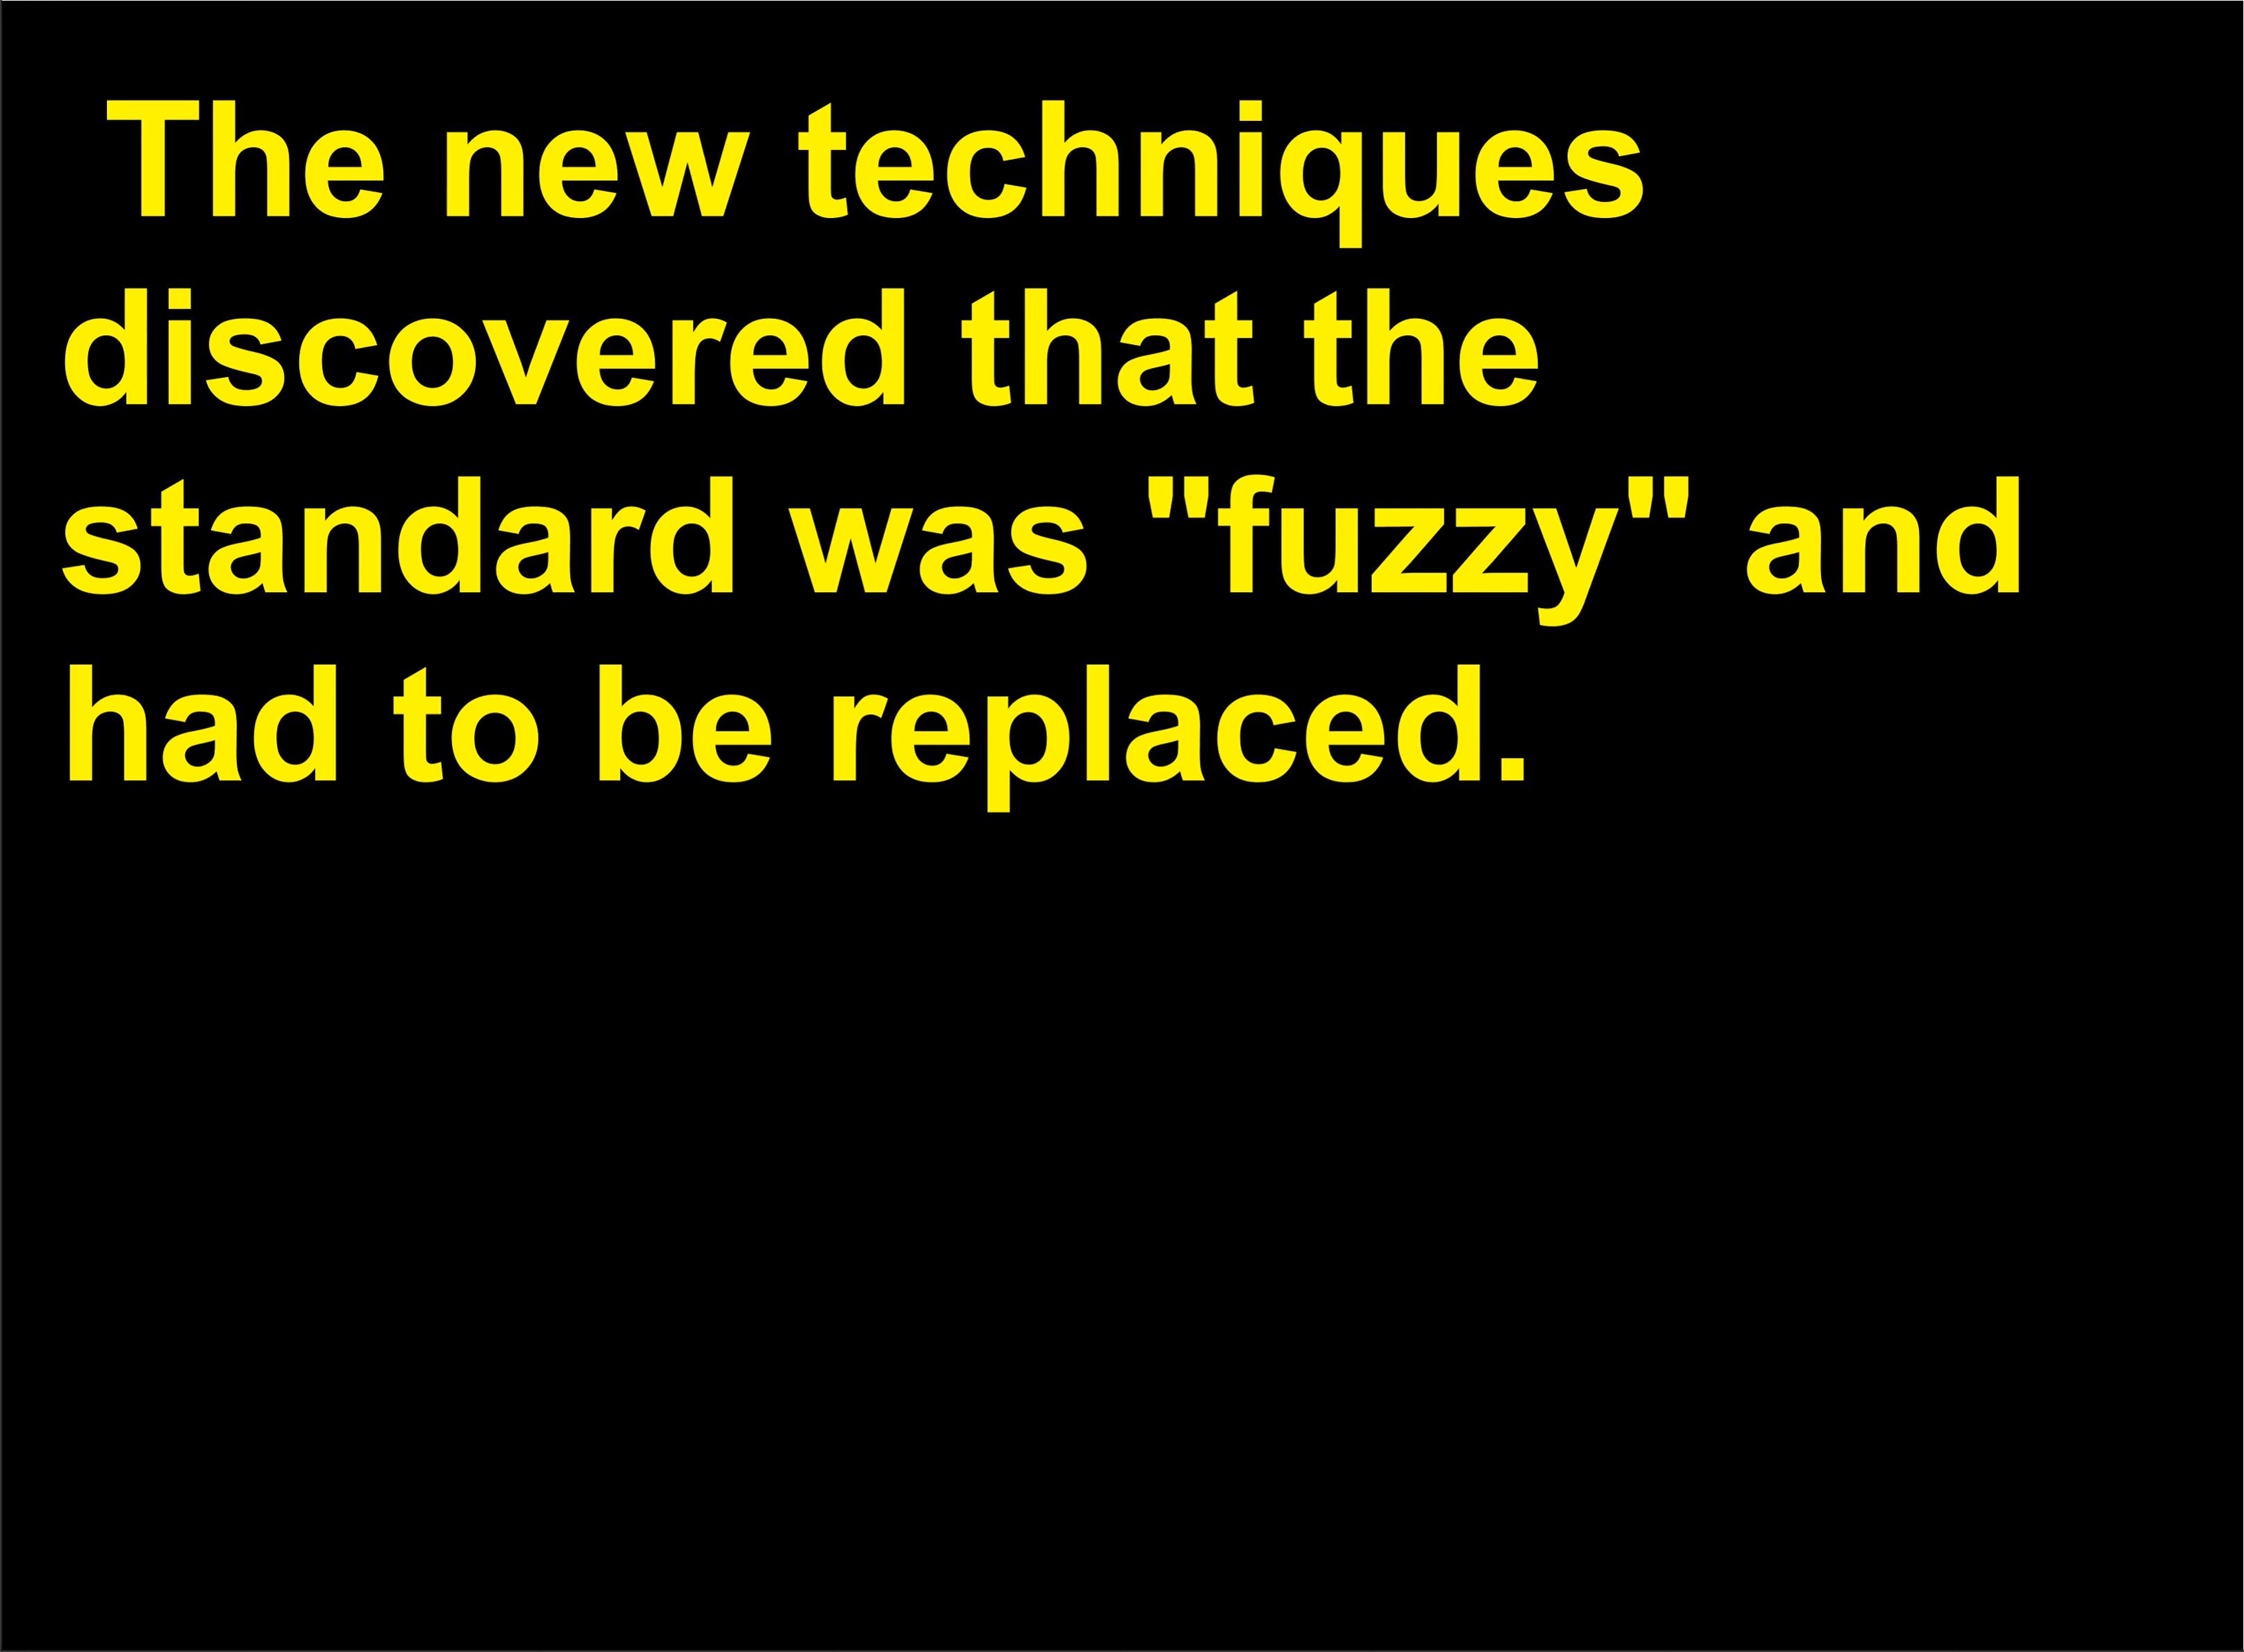 The new techniques
discovered that the
standard was "fuzzy" and
had to be replaced.